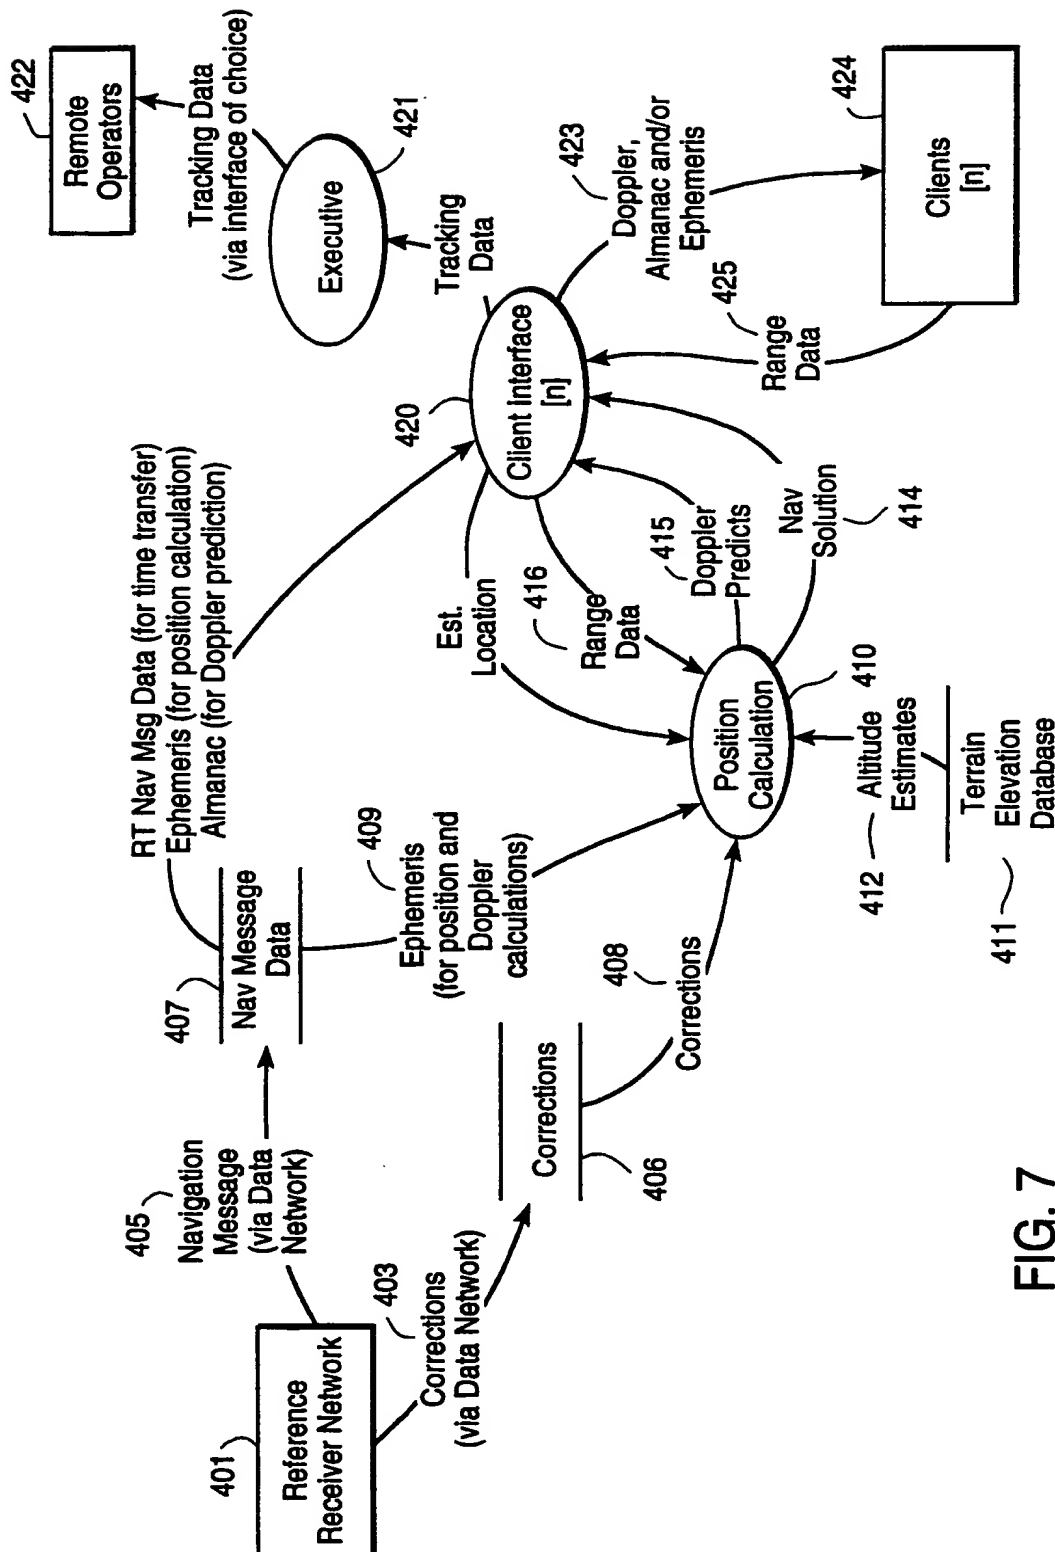 401
Reference
Receiver Network
405
Navigation
Message
(via Data
Network)
403
Corrections
(via Data Network)
407
Nav Message
Data
RT Nav Msg Data (for time transfer)
Ephemeris (for position calculation)
Almanac (for Doppler prediction)
409
Ephemeris
(for position and
Doppler
calculations)
Corrections
406
408
Corrections
Est.
Location
416
Range
Data
415
Doppler
Predicts
Nav
Solution
414
Position
Calculation
410
412
Altitude
Estimates
411
Terrain
Elevation
Database
420
Client Interface
[n]
Tracking
Data
Executive
421
Tracking Data
(via interface of choice)
422
Remote
Operators
423
Doppler,
Almanac and/or
Ephemeris
425
Range
Data
424
Clients
[n]
FIG. 7